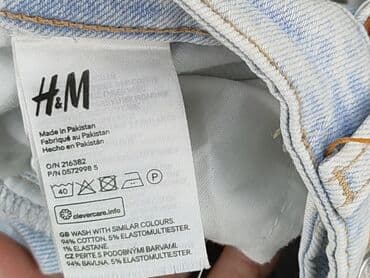 H&M
Made in Pakistan
Fabriqué au Pakistan
Hecho en Pakistán
O/N 216382
P/N 0572998 5
40 P
clevercare.info
GB WASH WITH SIMILAR COLOURS.
94% COTTON. 5% ELASTOMULTIESTER.
1% ELASTANE.
CZ PERTE S PODOBNÝMI BARVAMI.
94% BAVLNA. 5% ELASTOMULTIESTER.